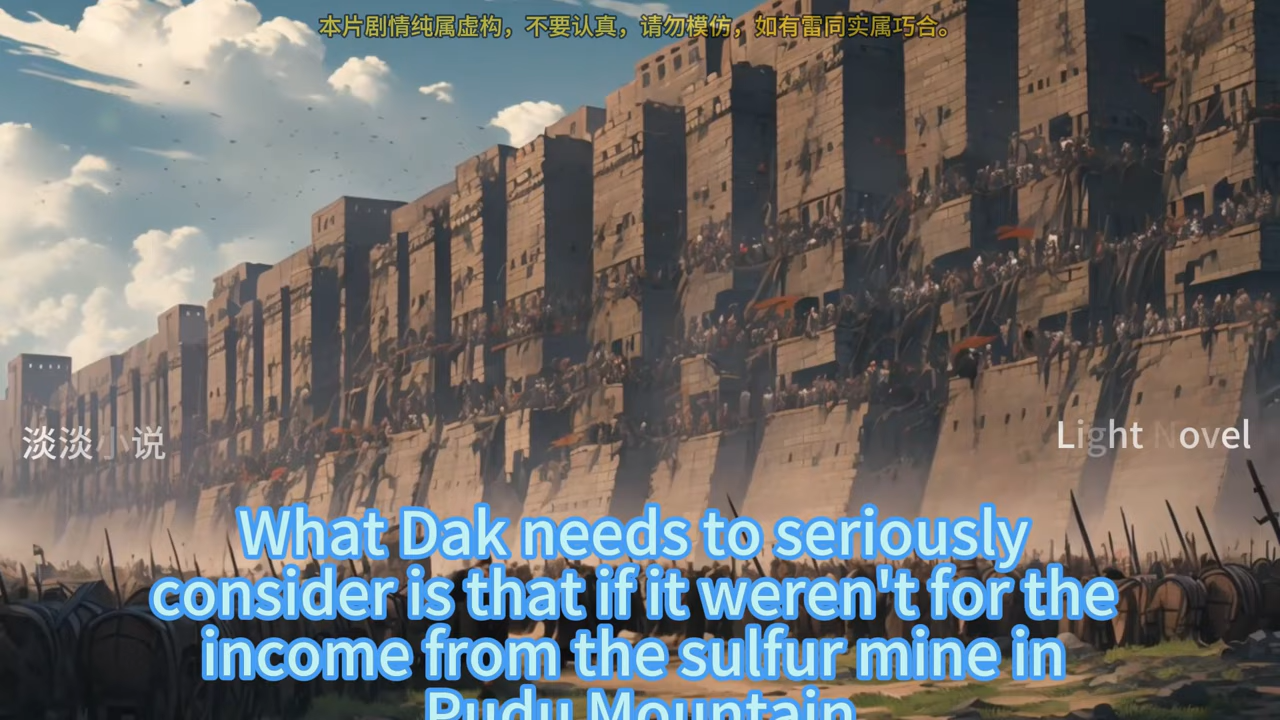 本片剧情纯属虚构，不要认真，请勿模仿，如有雷同实属巧合。
淡淡小说
Light Novel
What Dak needs to seriously
consider is that if it weren't for the
income from the sulfur mine in
Pudu Mountain